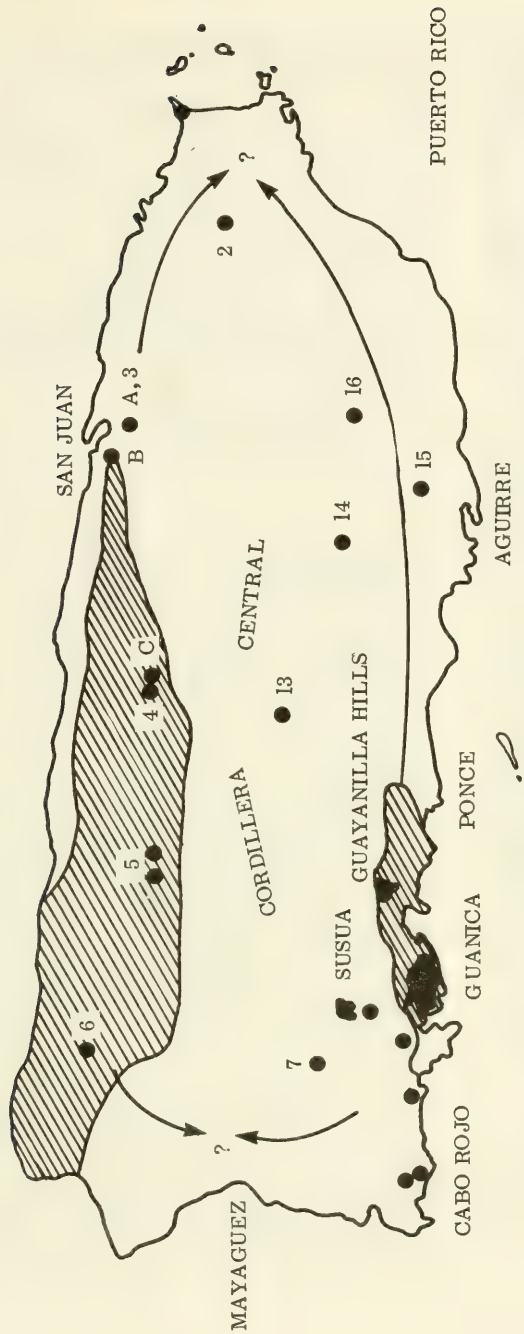 SAN JUAN
B
A, 3
2
?
6
5
4
C
MAYAGUEZ
?
7
CORDILLERA
CENTRAL
13
14
16
15
SUSUA
GUAYANILLA HILLS
CABO ROJO
GUANICA
PONCE
AGUIRRE
PUERTO RICO